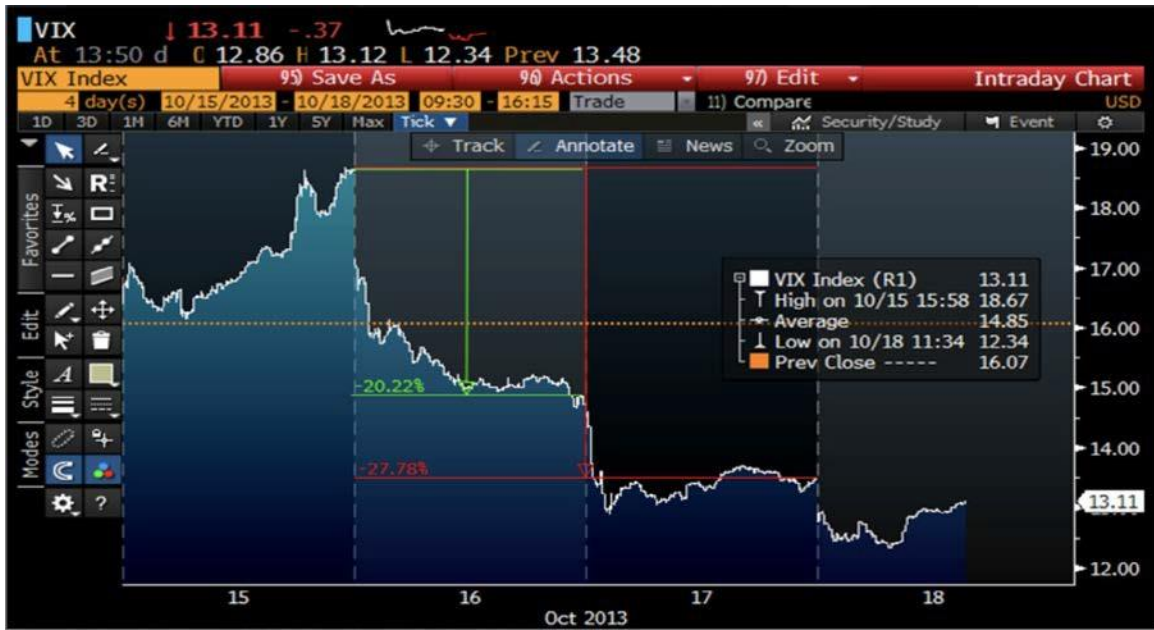 VIX ↓ 13.11 -.37
At 13:50 d O 12.86 H 13.12 L 12.34 Prev 13.48
VIX Index 95) Save As 96) Actions 97) Edit Intraday Chart
4 day(s) 10/15/2013 - 10/18/2013 09:30 - 16:15 Trade 11) Compare USD
1D 3D 1M 6M YTD 1Y 5Y Max Tick ▼ « Security/Study Event
Track Annotate News Zoom
Favorites
Edit
Style
Modes
R
%
A
?
19.00
18.00
17.00
16.00
15.00
14.00
13.11
12.00
VIX Index (R1) 13.11
High on 10/15 15:58 18.67
Average 14.85
Low on 10/18 11:34 12.34
Prev Close ----- 16.07
-20.22%
-27.78%
15 16 17 18
Oct 2013